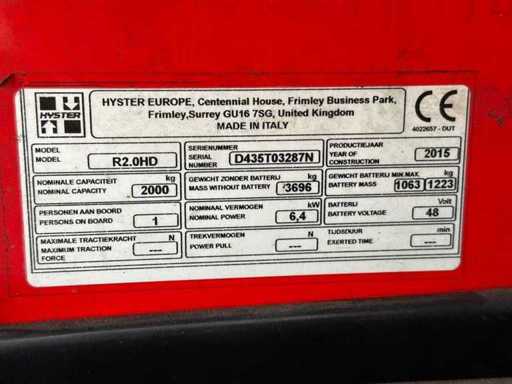 HYSTER
HYSTER EUROPE, Centennial House, Frimley Business Park,
Frimley,Surrey GU16 7SG, United Kingdom
MADE IN ITALY
CE
4022657 - DUT
MODEL
MODEL
R2.0HD
SERIENUMMER
SERIAL
NUMBER
D435T03287N
PRODUCTIEJAAR
YEAR OF
CONSTRUCTION
2015
NOMINALE CAPACITEIT kg
NOMINAL CAPACITY
2000
GEWICHT ZONDER BATTERIJ kg
MASS WITHOUT BATTERY
3696
GEWICHT BATTERIJ MIN.MAX. kg
BATTERY MASS
1063 1223
PERSONEN AAN BOORD
PERSONS ON BOARD
1
NOMINAAL VERMOGEN kW
NOMINAL POWER
6,4
BATTERIJ Volt
BATTERY VOLTAGE
48
MAXIMALE TRACTIEKRACHT N
MAXIMUM TRACTION
FORCE
---
TREKVERMOGEN N
POWER PULL
---
TIJDSDUUR min
EXERTED TIME
---